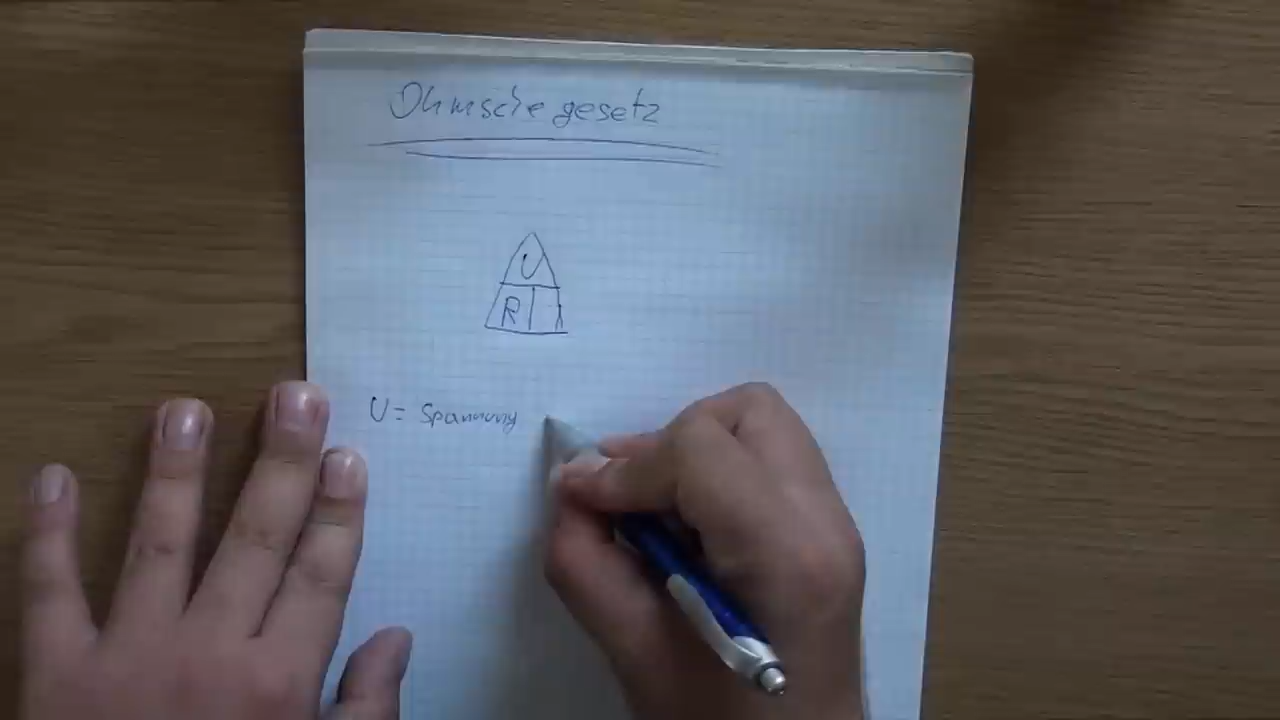 Ohmsche gesetz
U
R I
U = Spannung